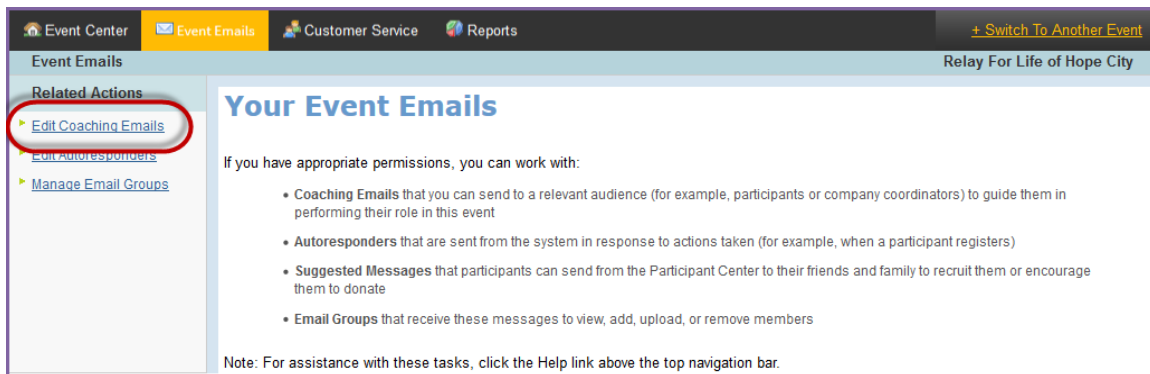 Event Center Event Emails Customer Service Reports + Switch To Another Event
Event Emails Relay For Life of Hope City
Related Actions
Edit Coaching Emails
Edit Autoresponders
Manage Email Groups
Your Event Emails
If you have appropriate permissions, you can work with:
• Coaching Emails that you can send to a relevant audience (for example, participants or company coordinators) to guide them in
performing their role in this event
• Autoresponders that are sent from the system in response to actions taken (for example, when a participant registers)
• Suggested Messages that participants can send from the Participant Center to their friends and family to recruit them or encourage
them to donate
• Email Groups that receive these messages to view, add, upload, or remove members
Note: For assistance with these tasks, click the Help link above the top navigation bar.